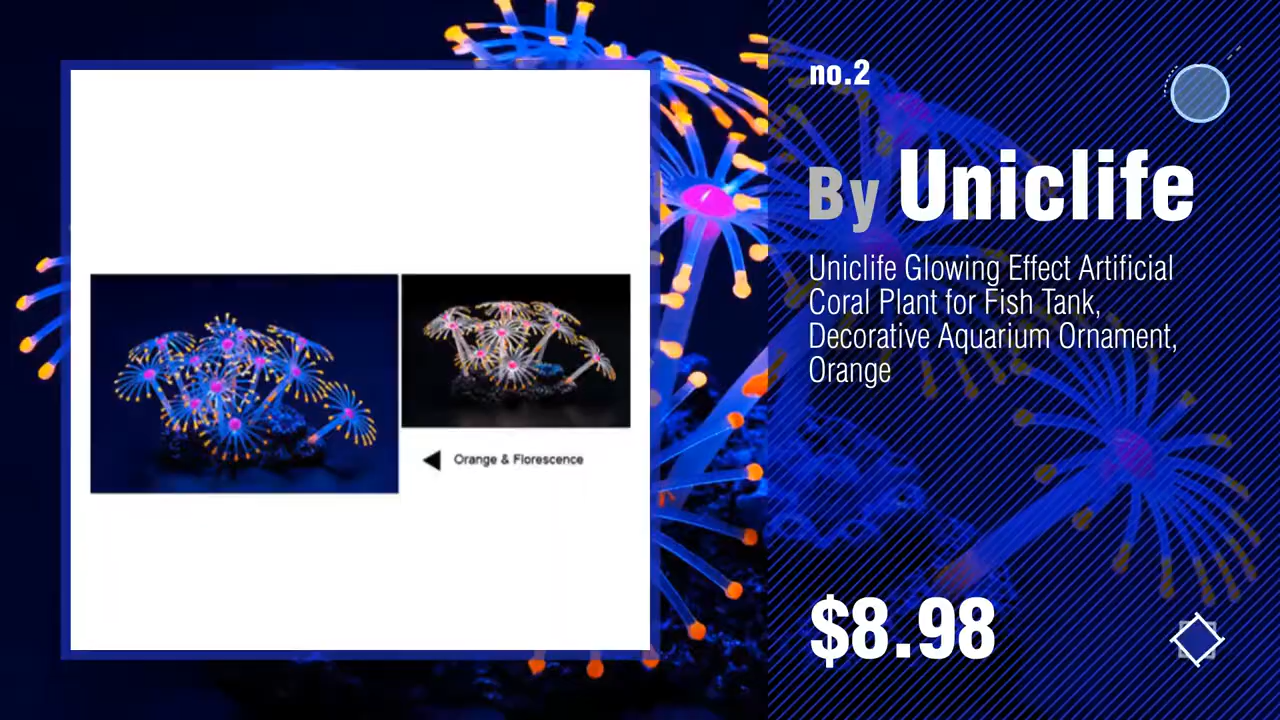 no.2
By Uniclife
Uniclife Glowing Effect Artificial
Coral Plant for Fish Tank,
Decorative Aquarium Ornament,
Orange
Orange & Florescence
$8.98